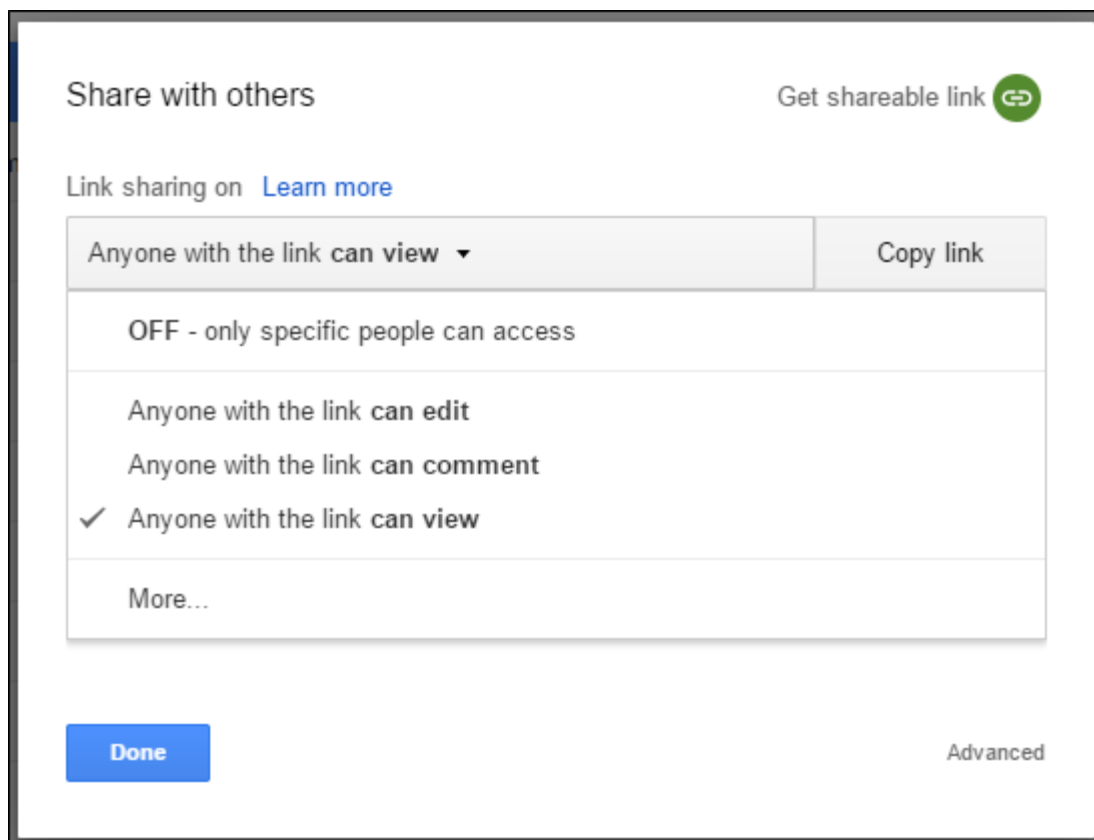 Share with others
Get shareable link
Link sharing on Learn more
Anyone with the link can view
Copy link
OFF - only specific people can access
Anyone with the link can edit
Anyone with the link can comment
Anyone with the link can view
More...
Done
Advanced